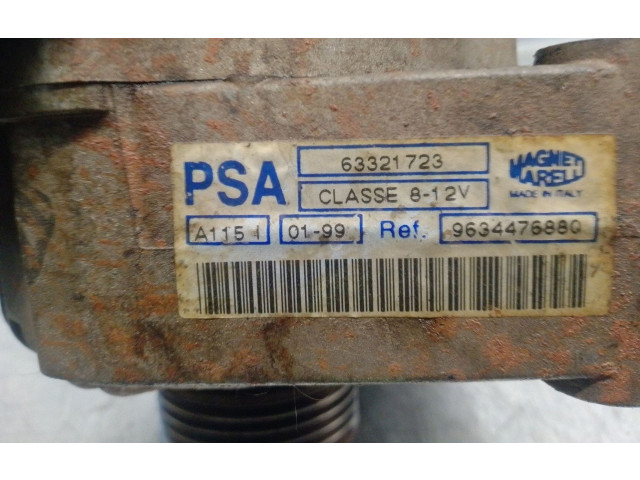 PSA
63321723
CLASSE 8-12V
MAGNETI
MARELLI
MADE IN ITALY
A115 I
01-99
Ref.
9634476880